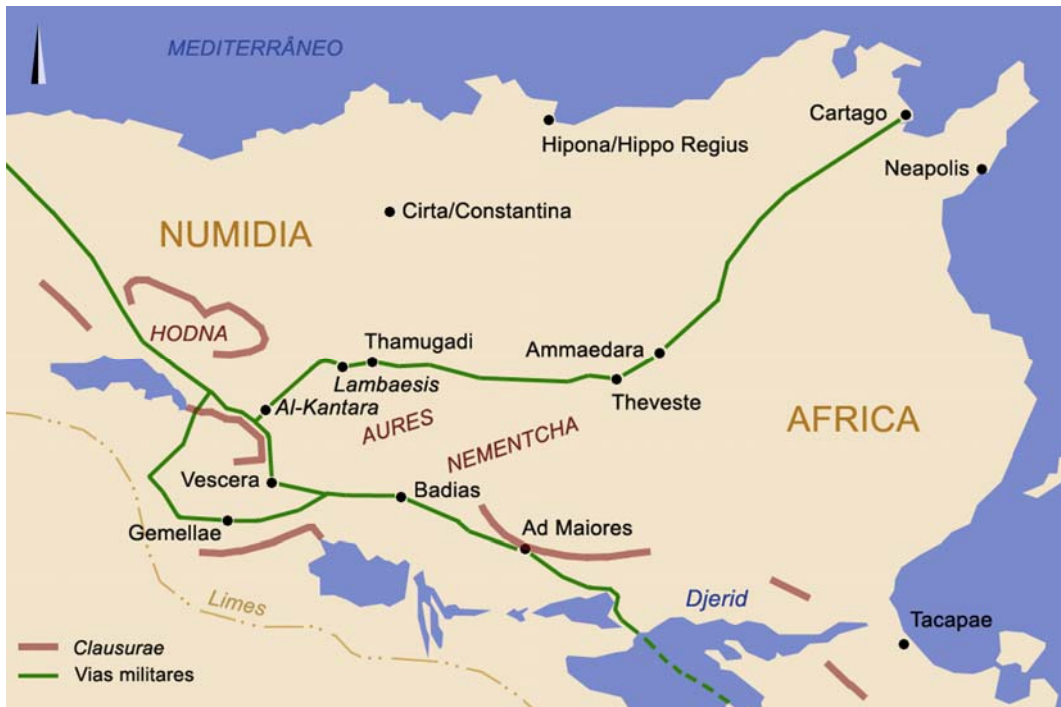 MEDITERRÂNEO
Cartago
Hipona/Hippo Regius
Neapolis
Cirta/Constantina
NUMIDIA
HODNA
Thamugadi
Ammaedara
Lambaesis
Theveste
Al-Kantara
AURES
NEMENTCHA
AFRICA
Vescera
Badias
Gemellae
Ad Maiores
Limes
Djerid
Tacapae
Clausurae
Vias militares